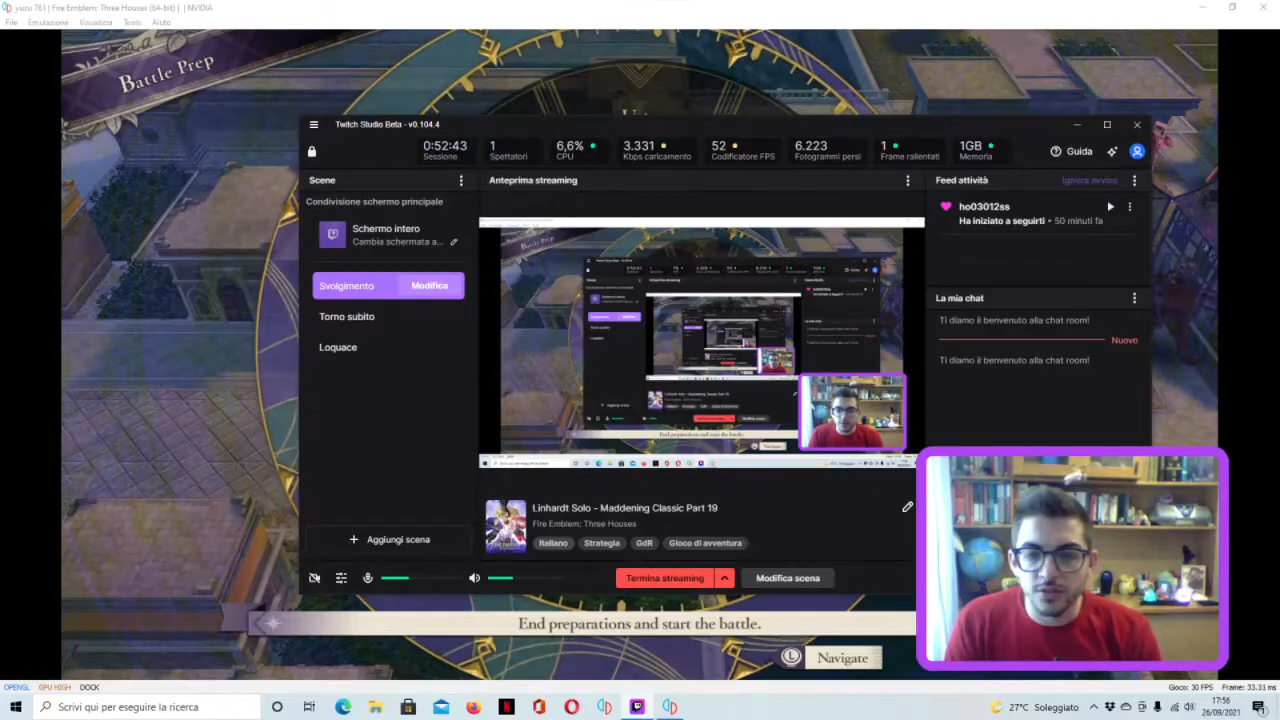 yuzu 761 | Fire Emblem: Three Houses (64-bit) | | NVIDIA
File Emulazione Visualizza Tools Aiuto
Battle Prep
Twitch Studio Beta - v0.104.4
0:52:43 1 6,6% 3.331 52 6.223 1 1GB
Sessione Spettatori CPU Kbps caricamento Codificatore FPS Fotogrammi persi Frame rallentati Memoria
Guida
Scene
Anteprima streaming
Feed attività Ignora avviso
Condivisione schermo principale
Schermo intero
Cambia schermata a...
Svolgimento Modifica
Torno subito
Loquace
ho03012ss
Ha iniziato a seguirti • 50 minuti fa
La mia chat
Ti diamo il benvenuto alla chat room!
Nuovo
Ti diamo il benvenuto alla chat room!
Linhardt Solo - Maddening Classic Part 19
Fire Emblem: Three Houses
Italiano Strategia GdR Gioco di avventura
+ Aggiungi scena
Termina streaming
Modifica scena
End preparations and start the battle.
L Navigate
OPENGL GPU HIGH DOCK
Gioco: 30 FPS Frame: 33.31 ms
Scrivi qui per eseguire la ricerca
27°C Soleggiato
17:56
26/09/2021